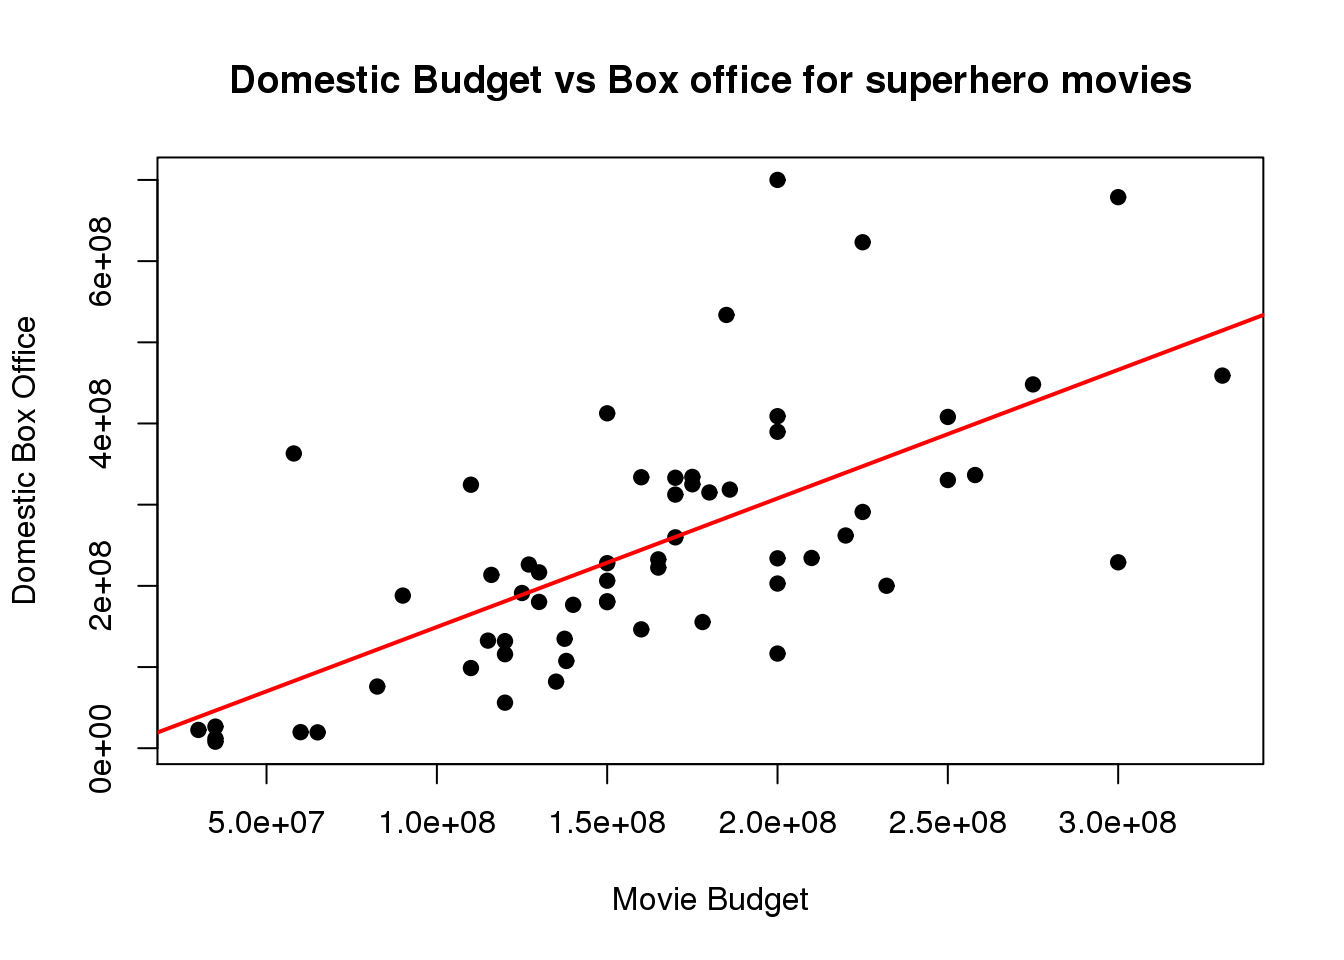 Domestic Budget vs Box office for superhero movies
Domestic Box Office
6e+08
4e+08
2e+08
0e+00
5.0e+07 1.0e+08 1.5e+08 2.0e+08 2.5e+08 3.0e+08
Movie Budget